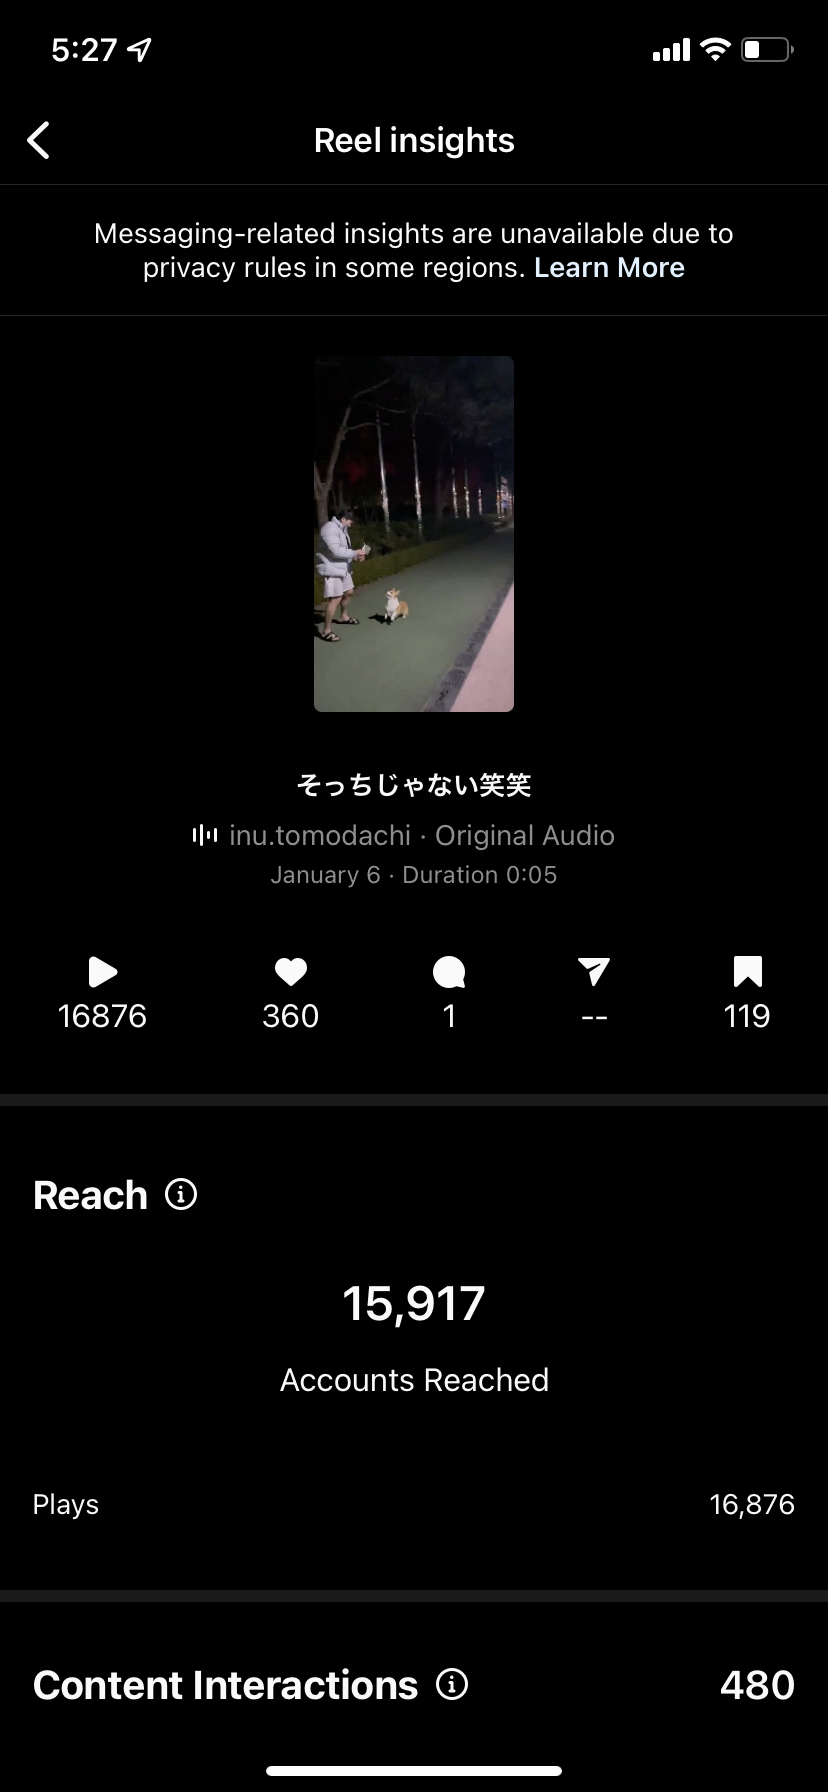 5:27
Reel insights
Messaging-related insights are unavailable due to
privacy rules in some regions. Learn More
そっちじゃない笑笑
inu.tomodachi · Original Audio
January 6 · Duration 0:05
16876 360 1 -- 119
Reach
15,917
Accounts Reached
Plays 16,876
Content Interactions 480